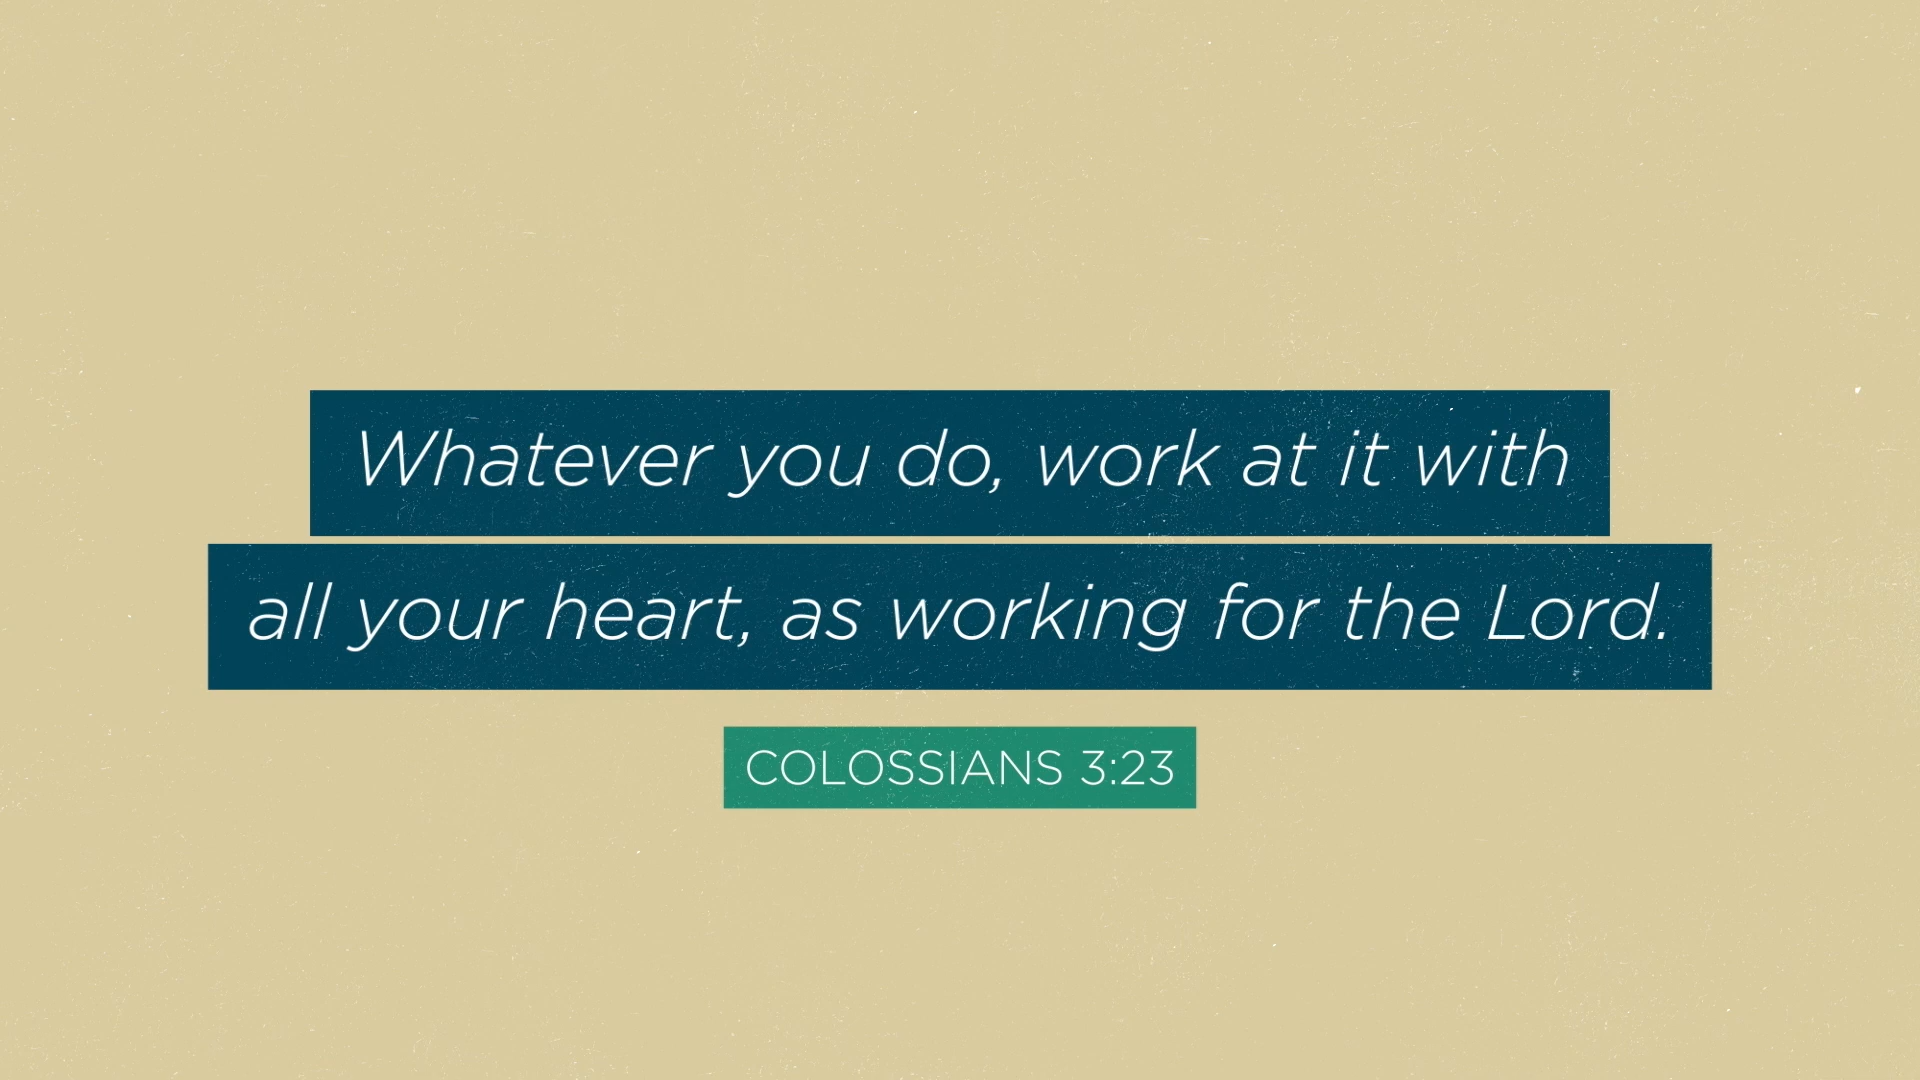 Whatever you do, work at it with
all your heart, as working for the Lord.
COLOSSIANS 3:23